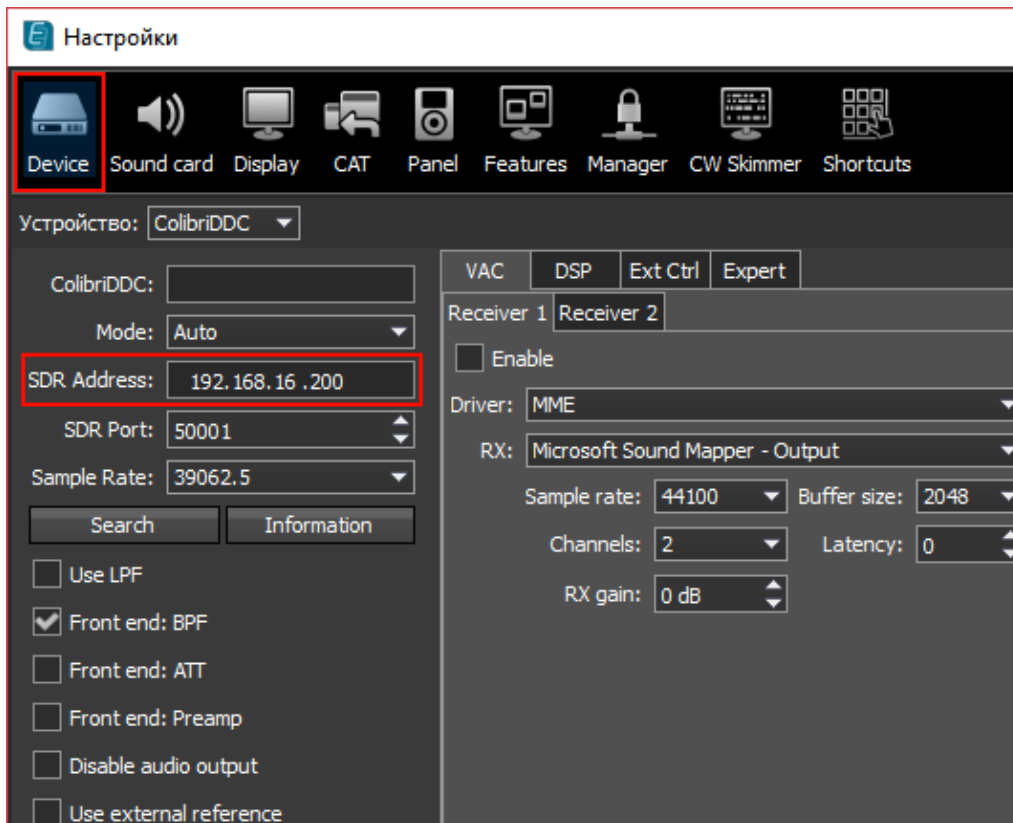 Настройки
Device Sound card Display CAT Panel Features Manager CW Skimmer Shortcuts
Устройство: ColibriDDC
ColibriDDC:
Mode: Auto
SDR Address: 192.168.16 .200
SDR Port: 50001
Sample Rate: 39062.5
Search Information
Use LPF
Front end: BPF
Front end: ATT
Front end: Preamp
Disable audio output
Use external reference
VAC DSP Ext Ctrl Expert
Receiver 1 Receiver 2
Enable
Driver: MME
RX: Microsoft Sound Mapper - Output
Sample rate: 44100 Buffer size: 2048
Channels: 2 Latency: 0
RX gain: 0 dB